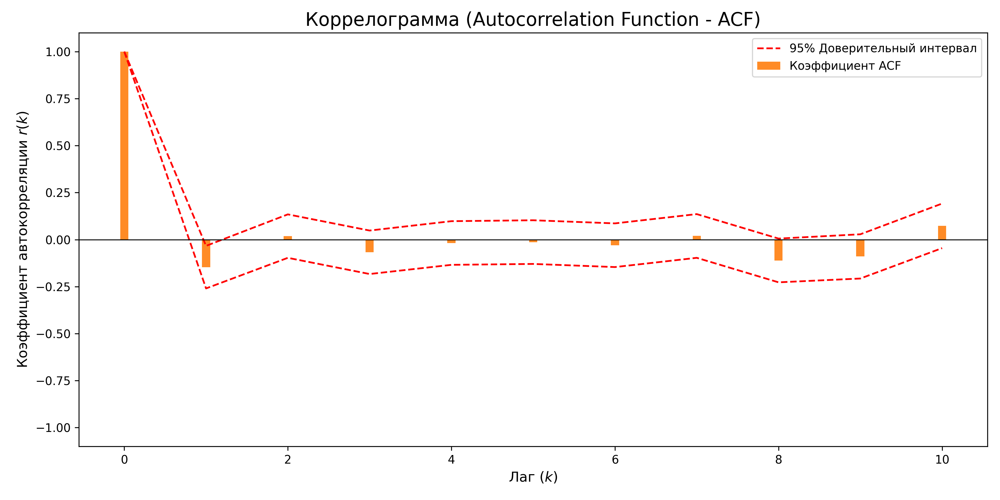 Коррелограмма (Autocorrelation Function - ACF)
95% Доверительный интервал
Коэффициент ACF
Коэффициент автокорреляции r(k)
1.00
0.75
0.50
0.25
0.00
−0.25
−0.50
−0.75
−1.00
0 2 4 6 8 10
Лаг (k)